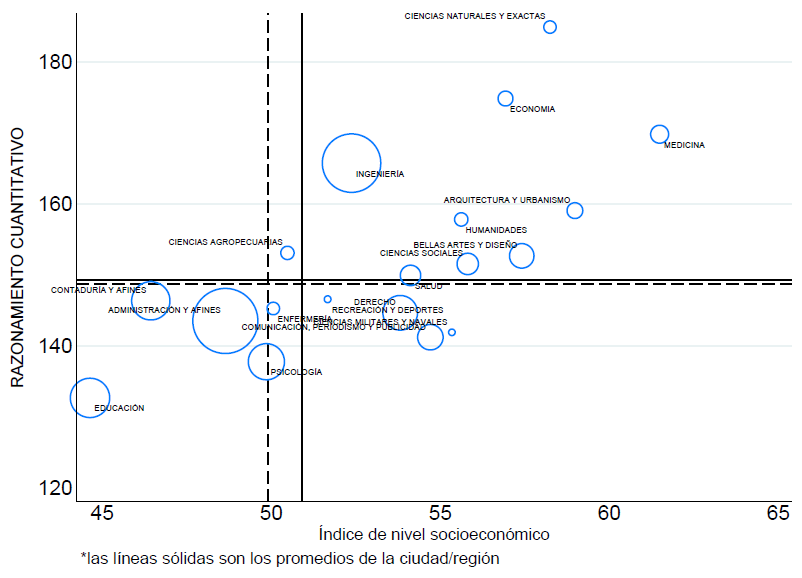 CIENCIAS NATURALES Y EXACTAS
180
ECONOMIA
MEDICINA
INGENIERÍA
160
ARQUITECTURA Y URBANISMO
HUMANIDADES
CIENCIAS AGROPECUARIAS
BELLAS ARTES Y DISEÑO
CIENCIAS SOCIALES
SALUD
CONTADURÍA Y AFINES
DERECHO
ADMINISTRACIÓN Y AFINES
RECREACIÓN Y DEPORTES
ENFERMERÍA
CIENCIAS MILITARES Y NAVALES
COMUNICACIÓN, PERIODISMO Y PUBLICIDAD
140
PSICOLOGÍA
EDUCACIÓN
120
RAZONAMIENTO CUANTITATIVO
45 50 55 60 65
Índice de nivel socioeconómico
*las líneas sólidas son los promedios de la ciudad/región